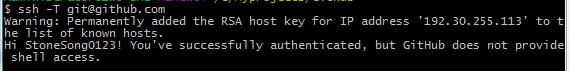 $ ssh -T git@github.com
Warning: Permanently added the RSA host key for IP address '192.30.255.113' to t
he list of known hosts.
Hi StoneSong0123! You've successfully authenticated, but GitHub does not provide
 shell access.